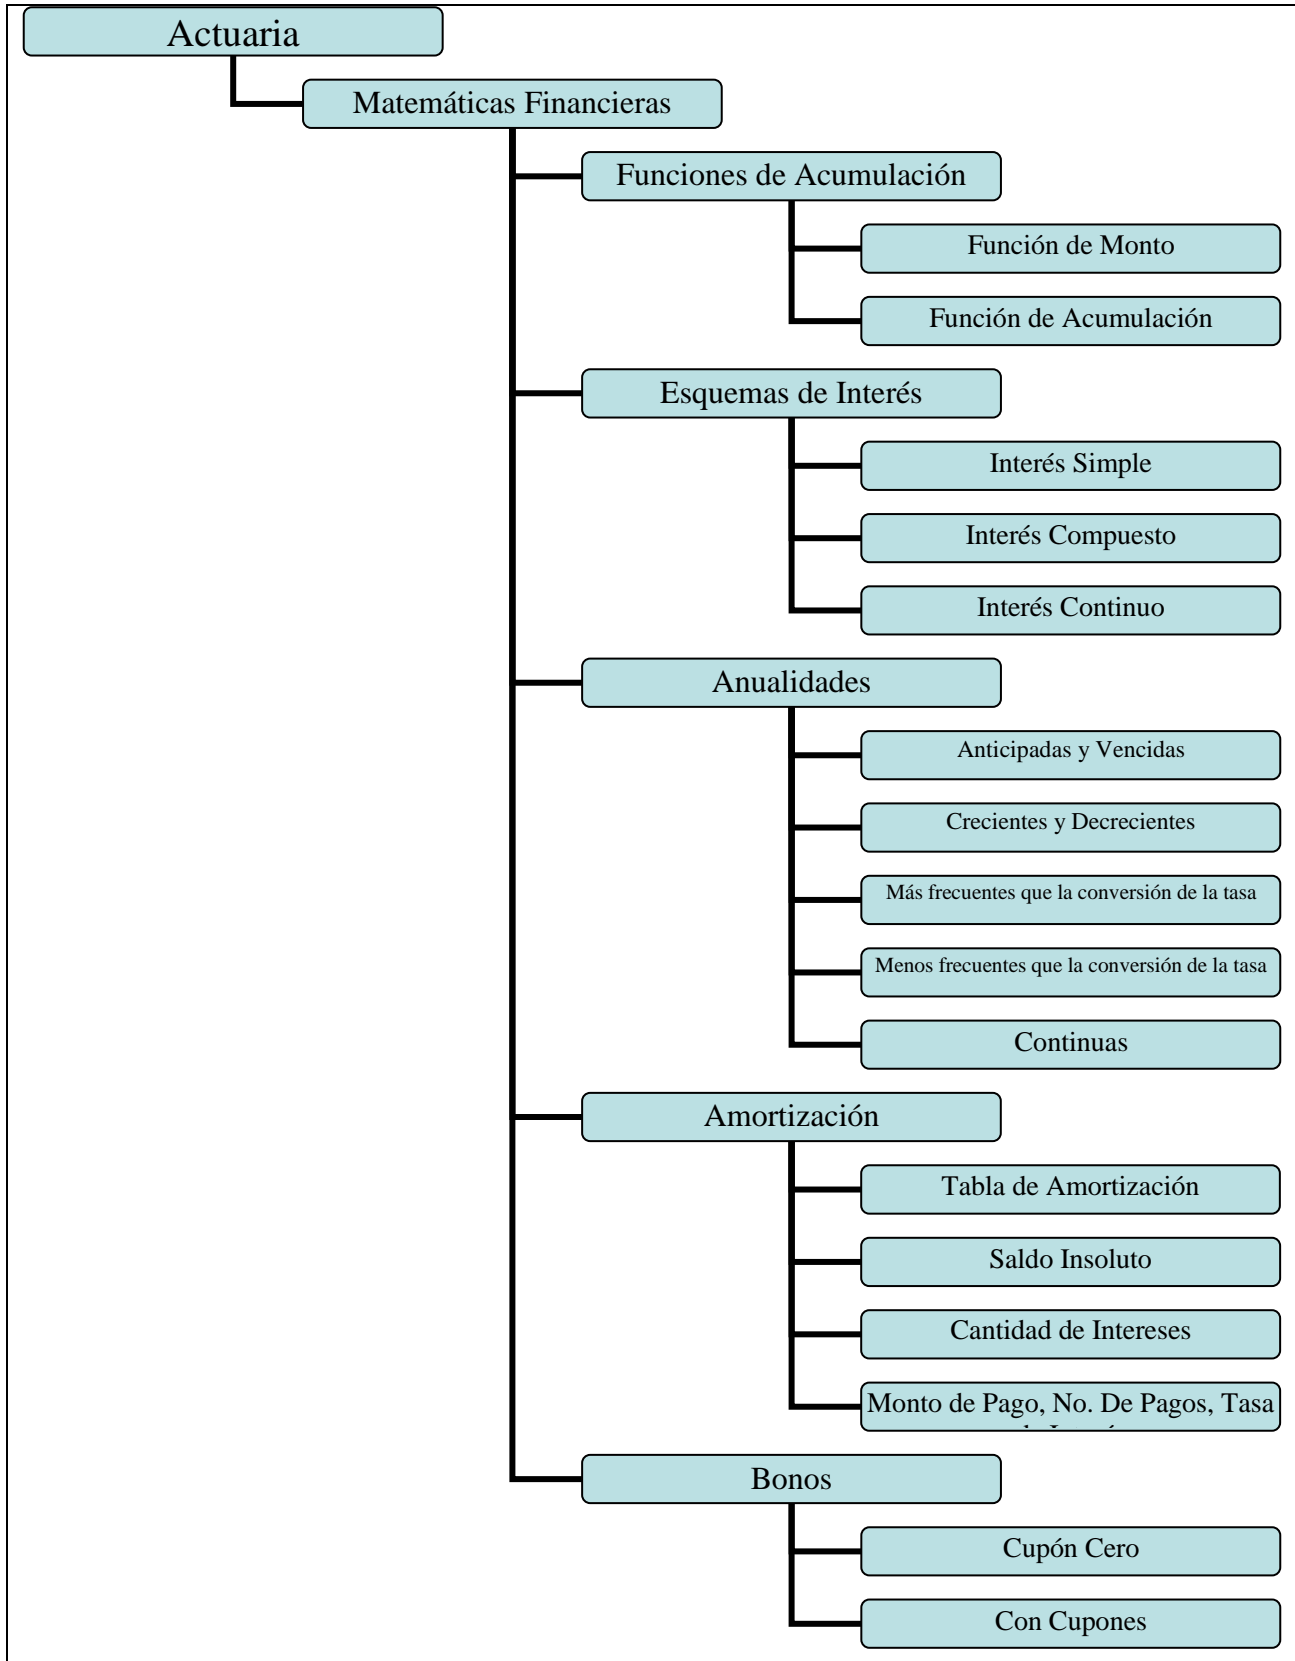 Actuaria
Matemáticas Financieras
Funciones de Acumulación
Función de Monto
Función de Acumulación
Esquemas de Interés
Interés Simple
Interés Compuesto
Interés Continuo
Anualidades
Anticipadas y Vencidas
Crecientes y Decrecientes
Más frecuentes que la conversión de la tasa
Menos frecuentes que la conversión de la tasa
Continuas
Amortización
Tabla de Amortización
Saldo Insoluto
Cantidad de Intereses
Monto de Pago, No. De Pagos, Tasa
Bonos
Cupón Cero
Con Cupones